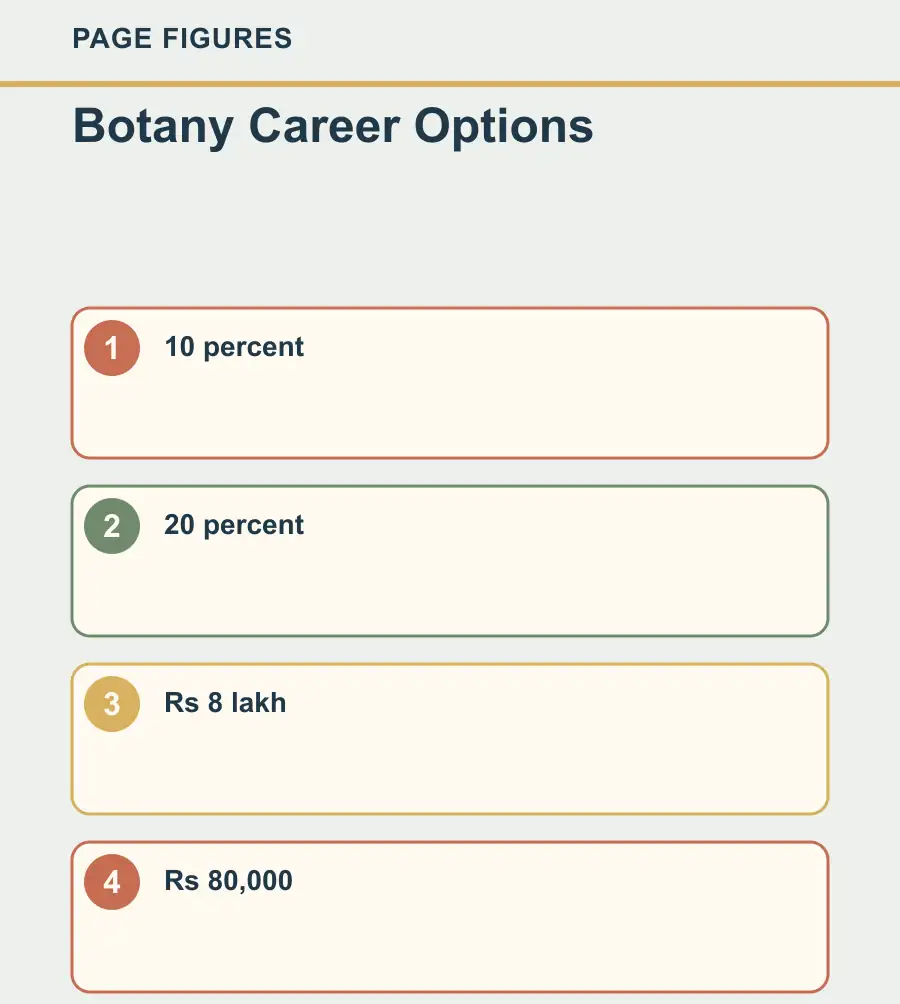 PAGE FIGURES
Botany Career Options
1 10 percent
2 20 percent
3 Rs 8 lakh
4 Rs 80,000